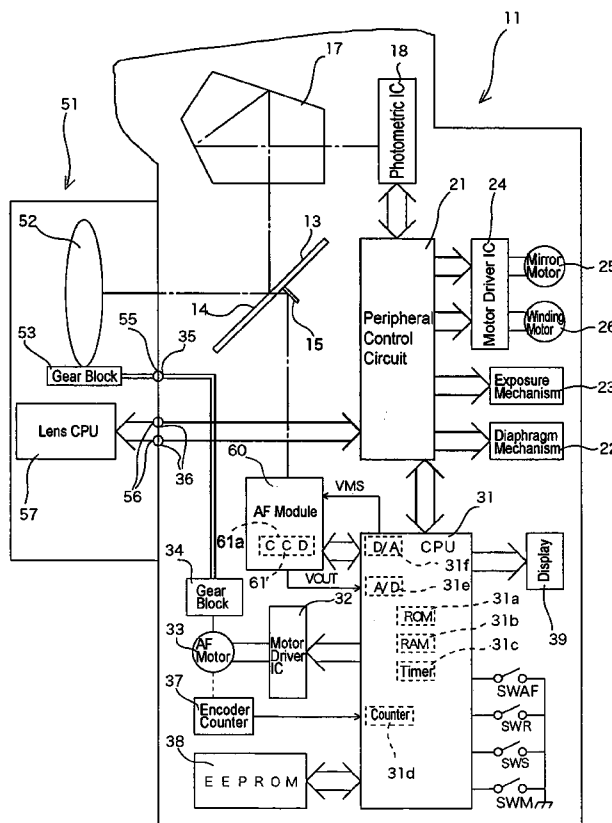 11
17
18
Photometric IC
51
52
21
24
13
Mirror
Motor
25
Motor Driver IC
14
15
Peripheral
Control
Circuit
Winding
Motor
26
53
55
35
Gear Block
Exposure
Mechanism
23
Lens CPU
Diaphragm
Mechanism
22
57
56
36
60
VMS
31
AF Module
61a
C C D
61
D/A
CPU
31f
VOUT
A/D
31e
Display
39
34
Gear
Block
32
ROM
31a
RAM
31b
33
AF
Motor
Motor
Driver
IC
Timer
31c
SWAF
37
Encoder
Counter
Counter
31d
SWR
38
E E P R O M
SWS
SWM